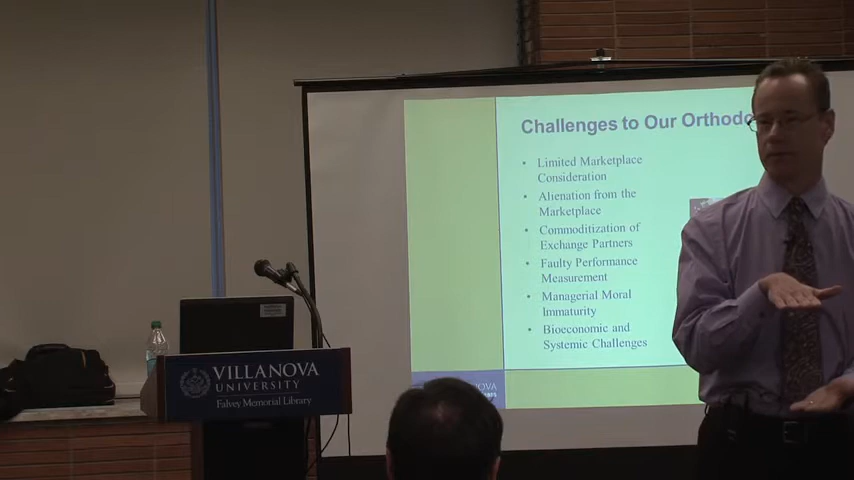 Challenges to Our Orthodo
• Limited Marketplace
Consideration
• Alienation from the
Marketplace
• Commoditization of
Exchange Partners
• Faulty Performance
Measurement
• Managerial Moral
Immaturity
• Bioeconomic and
Systemic Challenges
VILLANOVA
UNIVERSITY
Falvey Memorial Library